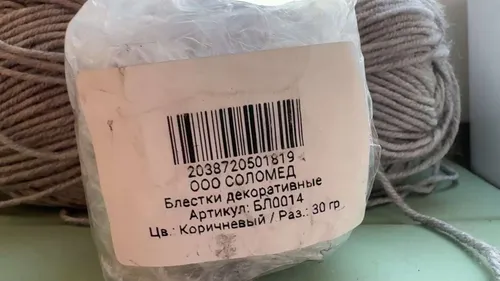 2038720501819
ООО СОЛОМЕД
Блестки декоративные
Артикул: БЛ0014
Цв.: Коричневый / Раз.: 30 гр.